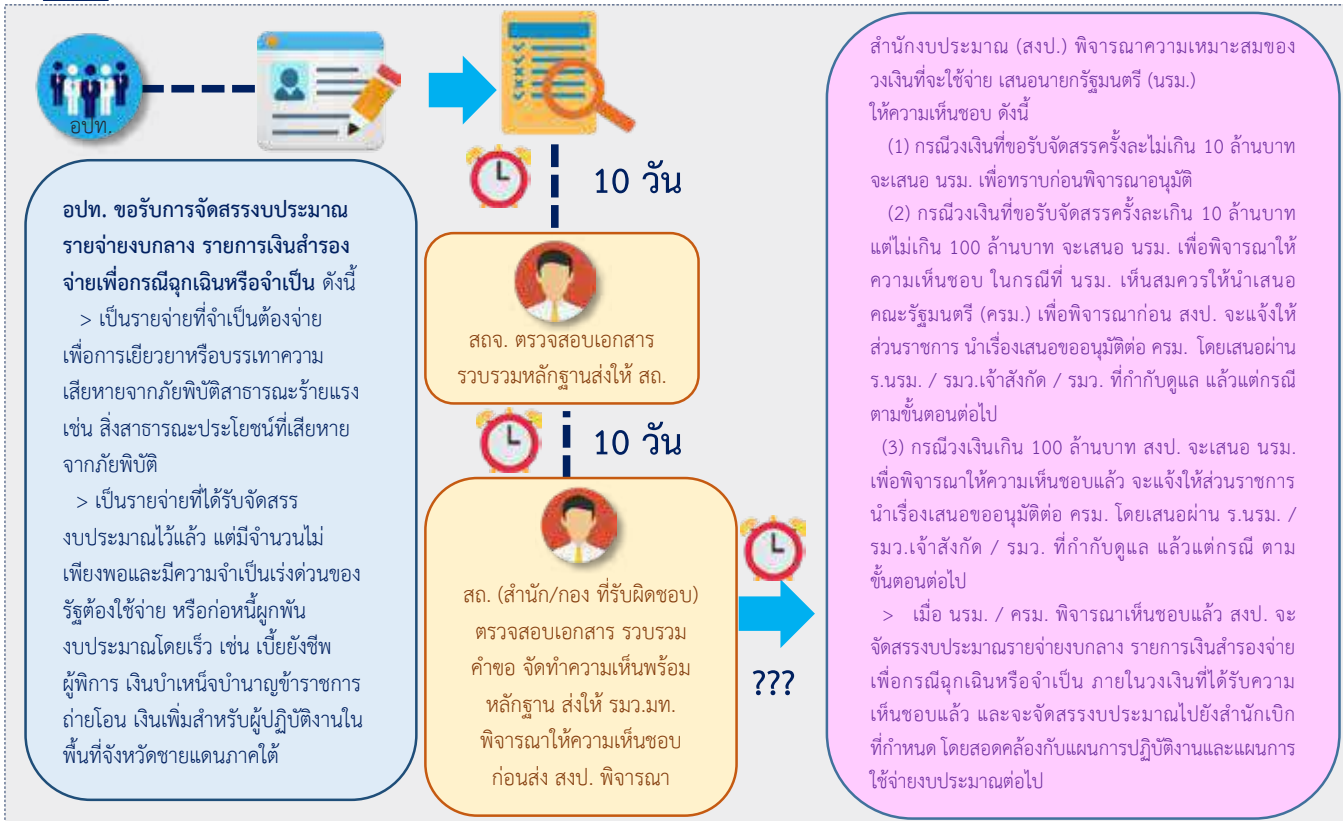 อปท.
อปท. ขอรับการจัดสรรงบประมาณ
รายจ่ายงบกลาง รายการเงินสำรอง
จ่ายเพื่อกรณีฉุกเฉินหรือจำเป็น ดังนี้
> เป็นรายจ่ายที่จำเป็นต้องจ่าย
เพื่อการเยียวยาหรือบรรเทาความ
เสียหายจากภัยพิบัติสาธารณะร้ายแรง
เช่น สิ่งสาธารณะประโยชน์ที่เสียหาย
จากภัยพิบัติ
> เป็นรายจ่ายที่ได้รับจัดสรร
งบประมาณไว้แล้ว แต่มีจำนวนไม่
เพียงพอและมีความจำเป็นเร่งด่วนของ
รัฐต้องใช้จ่าย หรือก่อหนี้ผูกพัน
งบประมาณโดยเร็ว เช่น เบี้ยยังชีพ
ผู้พิการ เงินบำเหน็จบำนาญข้าราชการ
ถ่ายโอน เงินเพิ่มสำหรับผู้ปฏิบัติงานใน
พื้นที่จังหวัดชายแดนภาคใต้
10 วัน
สถจ. ตรวจสอบเอกสาร
รวบรวมหลักฐานส่งให้ สถ.
10 วัน
สถ. (สำนัก/กอง ที่รับผิดชอบ)
ตรวจสอบเอกสาร รวบรวม
คำขอ จัดทำความเห็นพร้อม
หลักฐาน ส่งให้ รมว.มท.
พิจารณาให้ความเห็นชอบ
ก่อนส่ง สงป. พิจารณา
???
สำนักงบประมาณ (สงป.) พิจารณาความเหมาะสมของ
วงเงินที่จะใช้จ่าย เสนอนายกรัฐมนตรี (นรม.)
ให้ความเห็นชอบ ดังนี้
(1) กรณีวงเงินที่ขอรับจัดสรรครั้งละไม่เกิน 10 ล้านบาท
จะเสนอ นรม. เพื่อทราบก่อนพิจารณาอนุมัติ
(2) กรณีวงเงินที่ขอรับจัดสรรครั้งละเกิน 10 ล้านบาท
แต่ไม่เกิน 100 ล้านบาท จะเสนอ นรม. เพื่อพิจารณาให้
ความเห็นชอบ ในกรณีที่ นรม. เห็นสมควรให้นำเสนอ
คณะรัฐมนตรี (ครม.) เพื่อพิจารณาก่อน สงป. จะแจ้งให้
ส่วนราชการ นำเรื่องเสนอขออนุมัติต่อ ครม. โดยเสนอผ่าน
ร.นรม. / รมว.เจ้าสังกัด / รมว. ที่กำกับดูแล แล้วแต่กรณี
ตามขั้นตอนต่อไป
(3) กรณีวงเงินเกิน 100 ล้านบาท สงป. จะเสนอ นรม.
เพื่อพิจารณาให้ความเห็นชอบแล้ว จะแจ้งให้ส่วนราชการ
นำเรื่องเสนอขออนุมัติต่อ ครม. โดยเสนอผ่าน ร.นรม. /
รมว.เจ้าสังกัด / รมว. ที่กำกับดูแล แล้วแต่กรณี ตาม
ขั้นตอนต่อไป
> เมื่อ นรม. / ครม. พิจารณาเห็นชอบแล้ว สงป. จะ
จัดสรรงบประมาณรายจ่ายงบกลาง รายการเงินสำรองจ่าย
เพื่อกรณีฉุกเฉินหรือจำเป็น ภายในวงเงินที่ได้รับความ
เห็นชอบแล้ว และจะจัดสรรงบประมาณไปยังสำนักเบิก
ที่กำหนด โดยสอดคล้องกับแผนการปฏิบัติงานและแผนการ
ใช้จ่ายงบประมาณต่อไป